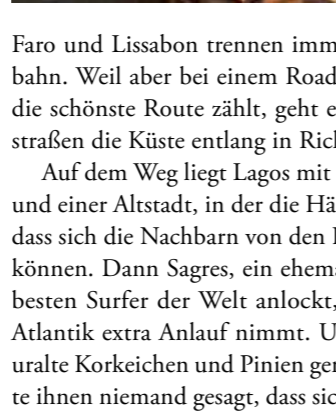 Faro und Lissabon trennen imm
bahn. Weil aber bei einem Road
die schönste Route zählt, geht e
straßen die Küste entlang in Ric
Auf dem Weg liegt Lagos mit
und einer Altstadt, in der die Hä
dass sich die Nachbarn von den
können. Dann Sagres, ein ehema
besten Surfer der Welt anlockt,
Atlantik extra Anlauf nimmt. U
uralte Korkeichen und Pinien ger
te ihnen niemand gesagt, dass sic